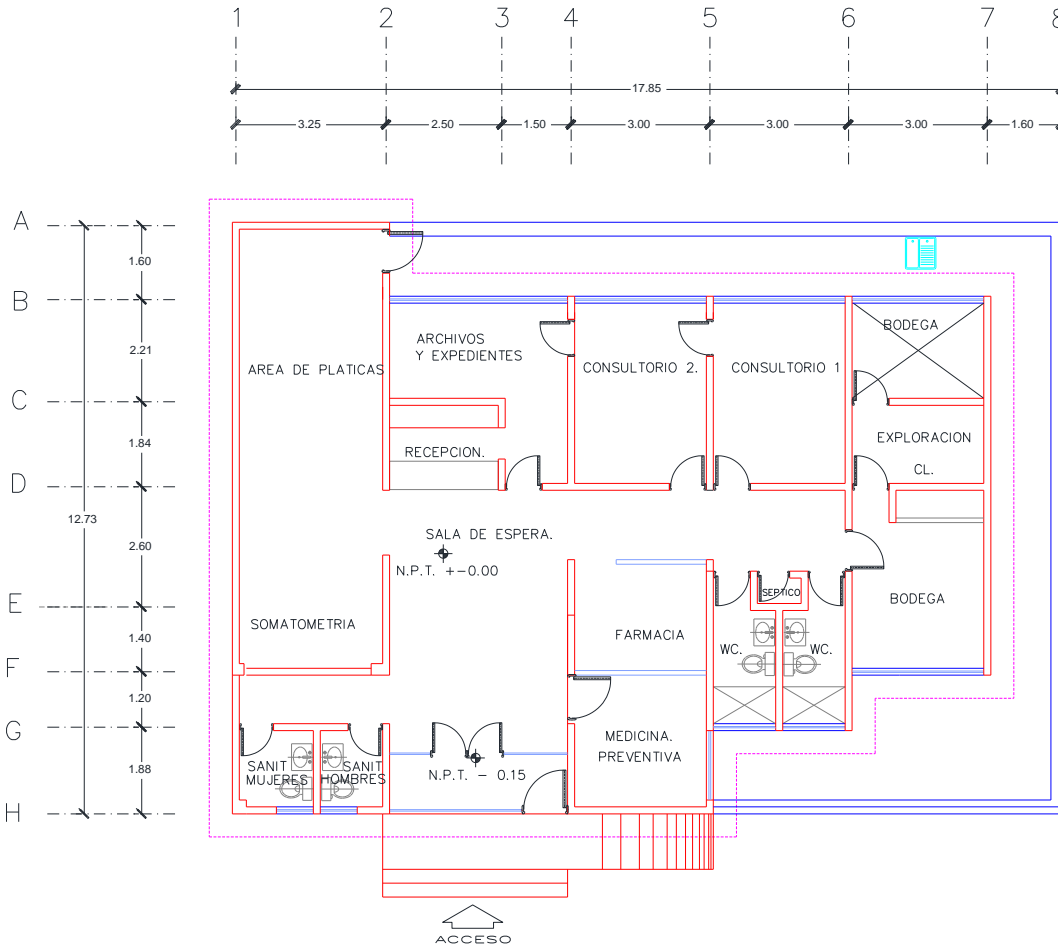 1 2 3 4 5 6 7 8
17.85
3.25 2.50 1.50 3.00 3.00 3.00 1.60
A
1.60
B
2.21
ARCHIVOS
Y EXPEDIENTES
BODEGA
AREA DE PLATICAS
CONSULTORIO 2.
CONSULTORIO 1
C
1.84
RECEPCION.
EXPLORACION
CL.
D
12.73
2.60
SALA DE ESPERA.
N.P.T. +-0.00
SEPTICO
BODEGA
E
SOMATOMETRIA
1.40
FARMACIA
WC.
WC.
F
1.20
G
MEDICINA.
PREVENTIVA
1.88
SANIT
MUJERES
SANIT
HOMBRES
N.P.T. - 0.15
H
ACCESO